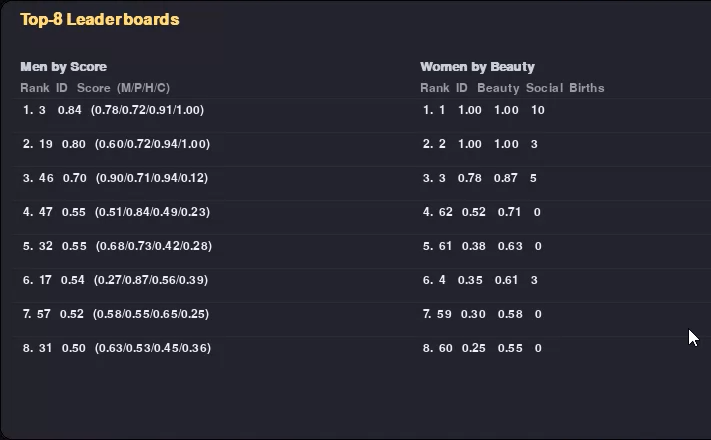 Top-8 Leaderboards
Men by Score
Rank ID Score (M/P/H/C)
1. 3 0.84 (0.78/0.72/0.91/1.00)
2. 19 0.80 (0.60/0.72/0.94/1.00)
3. 46 0.70 (0.90/0.71/0.94/0.12)
4. 47 0.55 (0.51/0.84/0.49/0.23)
5. 32 0.55 (0.68/0.73/0.42/0.28)
6. 17 0.54 (0.27/0.87/0.56/0.39)
7. 57 0.52 (0.58/0.55/0.65/0.25)
8. 31 0.50 (0.63/0.53/0.45/0.36)
Women by Beauty
Rank ID Beauty Social Births
1. 1 1.00 1.00 10
2. 2 1.00 1.00 3
3. 3 0.78 0.87 5
4. 62 0.52 0.71 0
5. 61 0.38 0.63 0
6. 4 0.35 0.61 3
7. 59 0.30 0.58 0
8. 60 0.25 0.55 0